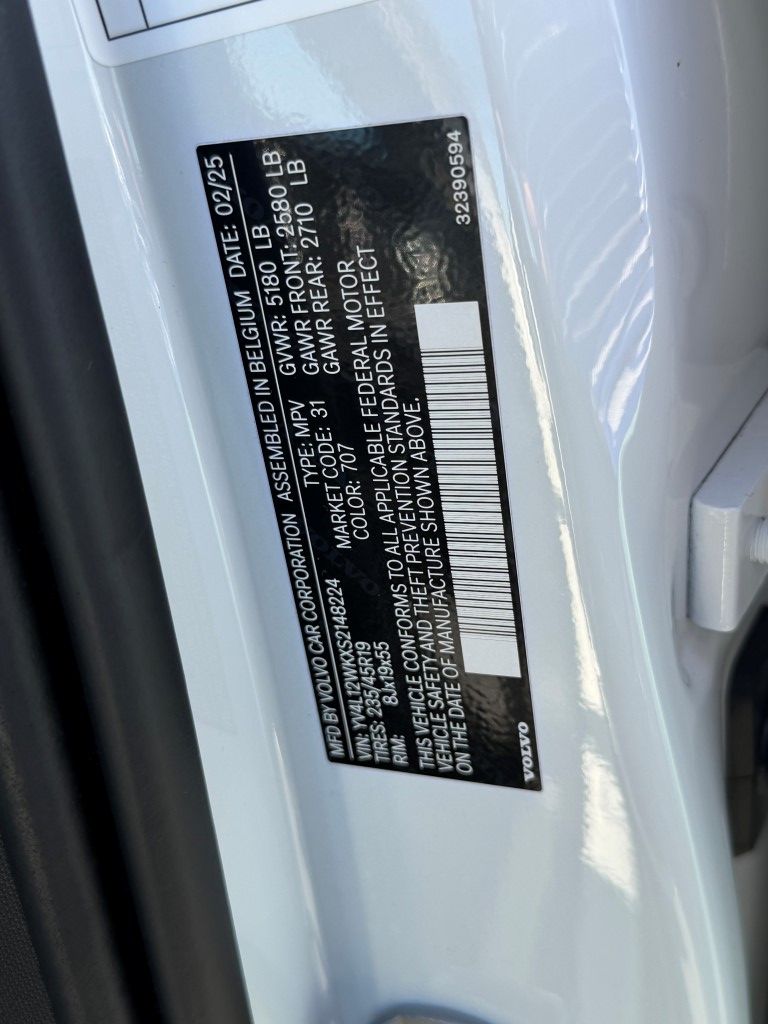 MFD BY VOLVO CAR CORPORATION ASSEMBLED IN BELGIUM DATE: 02/25
VIN: YV4L12WKXS2148224 TYPE: MPV GVWR: 5180 LB
TIRES: 235/45R19 MARKET CODE: 31 GAWR FRONT: 2580 LB
RIM: 8Jx19x55 COLOR: 707 GAWR REAR: 2710 LB
THIS VEHICLE CONFORMS TO ALL APPLICABLE FEDERAL MOTOR
VEHICLE SAFETY AND THEFT PREVENTION STANDARDS IN EFFECT
ON THE DATE OF MANUFACTURE SHOWN ABOVE.
VOLVO 32390594